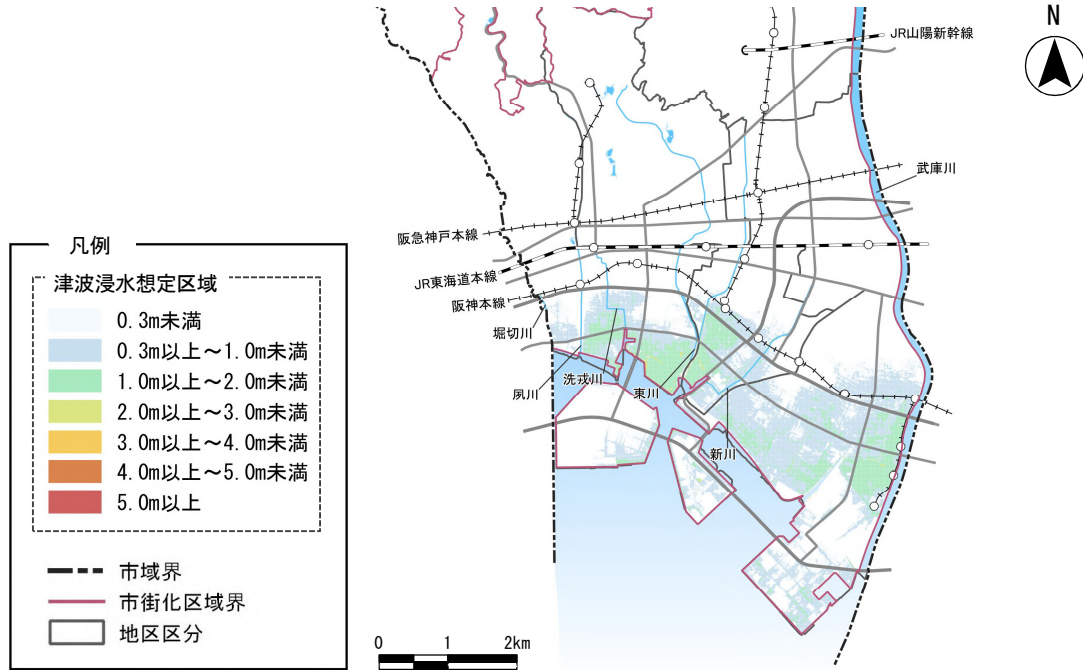 N
JR山陽新幹線
武庫川
阪急神戸本線
JR東海道本線
阪神本線
堀切川
夙川
洗戎川
東川
新川
凡例
津波浸水想定区域
0.3m未満
0.3m以上～1.0m未満
1.0m以上～2.0m未満
2.0m以上～3.0m未満
3.0m以上～4.0m未満
4.0m以上～5.0m未満
5.0m以上
市域界
市街化区域界
地区区分
0 1 2km